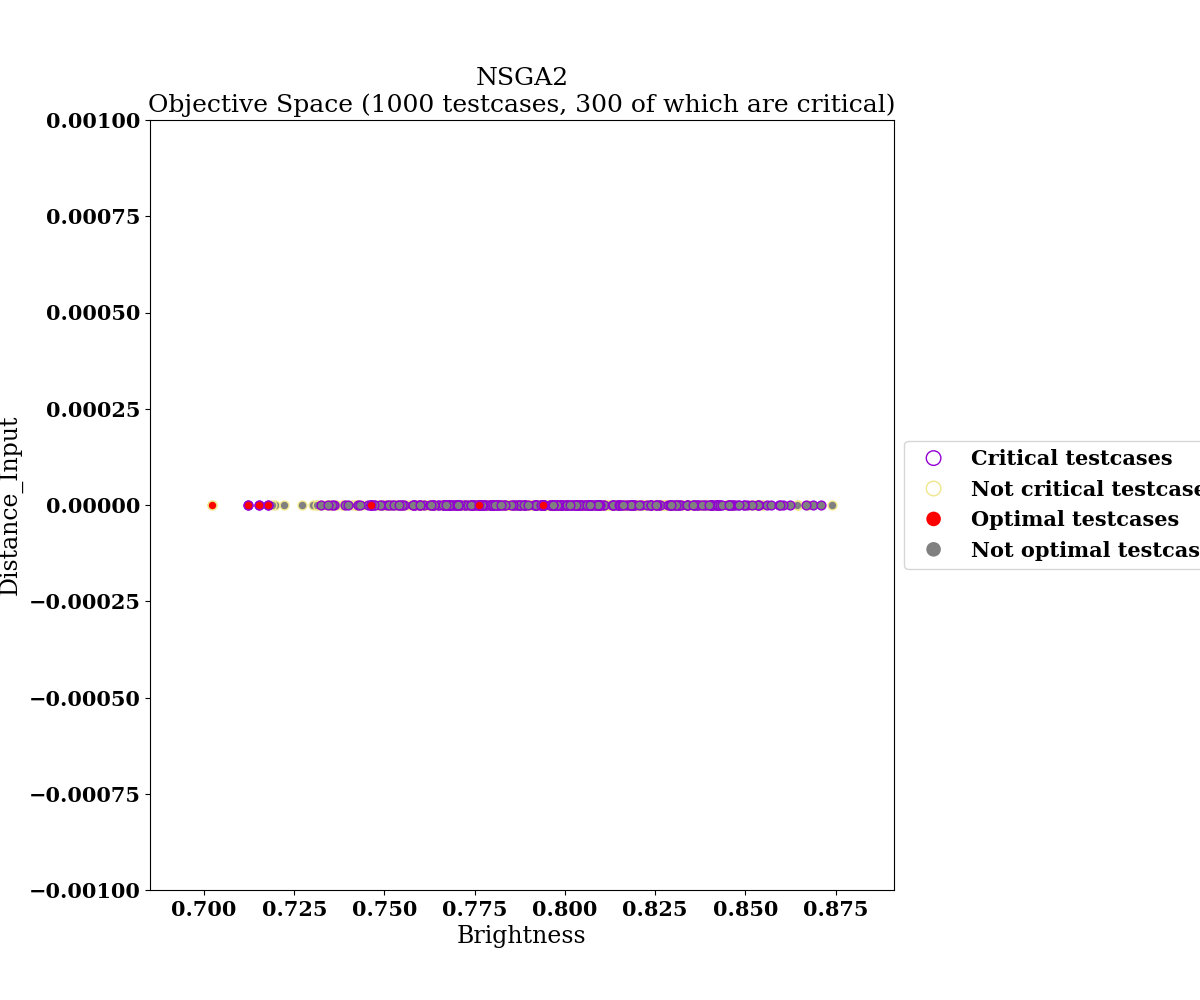 NSGA2
Objective Space (1000 testcases, 300 of which are critical)
0.00100
0.00075
0.00050
0.00025
0.00000
−0.00025
−0.00050
−0.00075
−0.00100
Distance_Input
0.700 0.725 0.750 0.775 0.800 0.825 0.850 0.875
Brightness
Critical testcases
Not critical testcase
Optimal testcases
Not optimal testcas